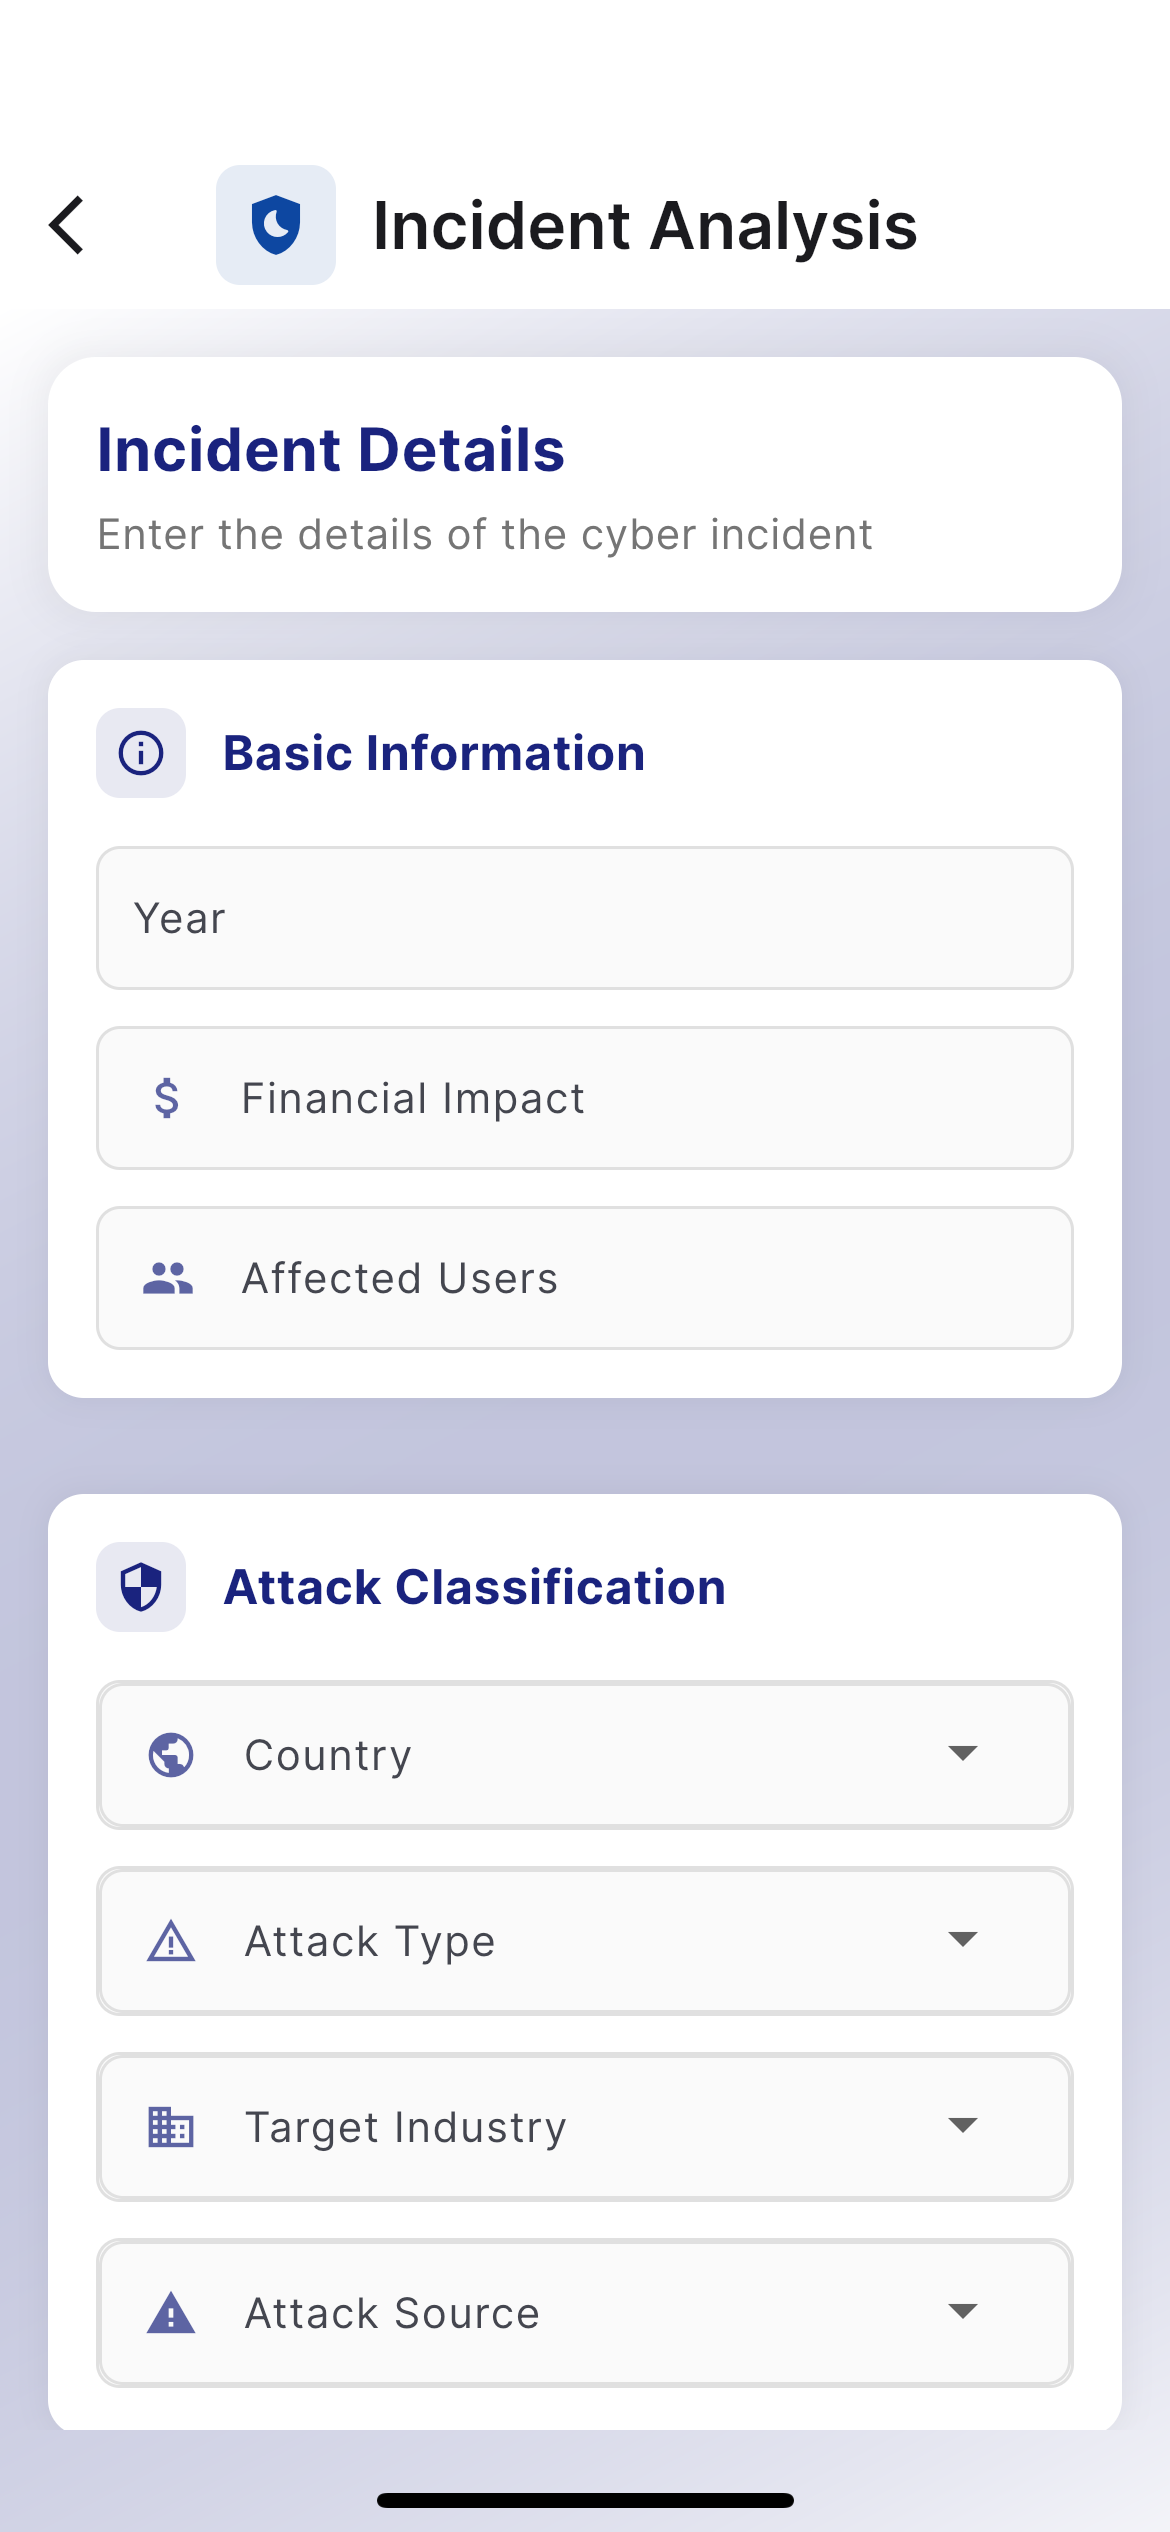 Incident Analysis
Incident Details
Enter the details of the cyber incident
Basic Information
Year
$ Financial Impact
Affected Users
Attack Classification
Country
Attack Type
Target Industry
Attack Source